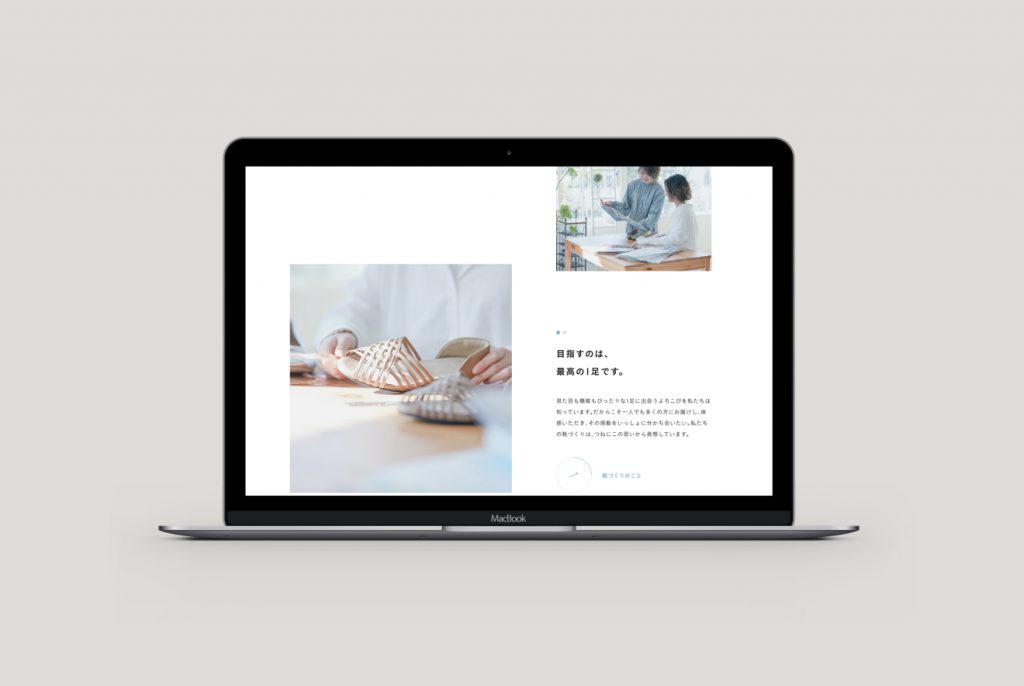 目指すのは、
最高の1足です。
見た目も機能もぴったりな1足に出会うよろこびを私たちは
知っています。だからこそ一人でも多くの方にお届けし、体
感いただき、その感動をいっしょに分かち合いたい。私たち
の靴づくりは、つねにこの思いから発想しています。
靴づくりのこと
MacBook